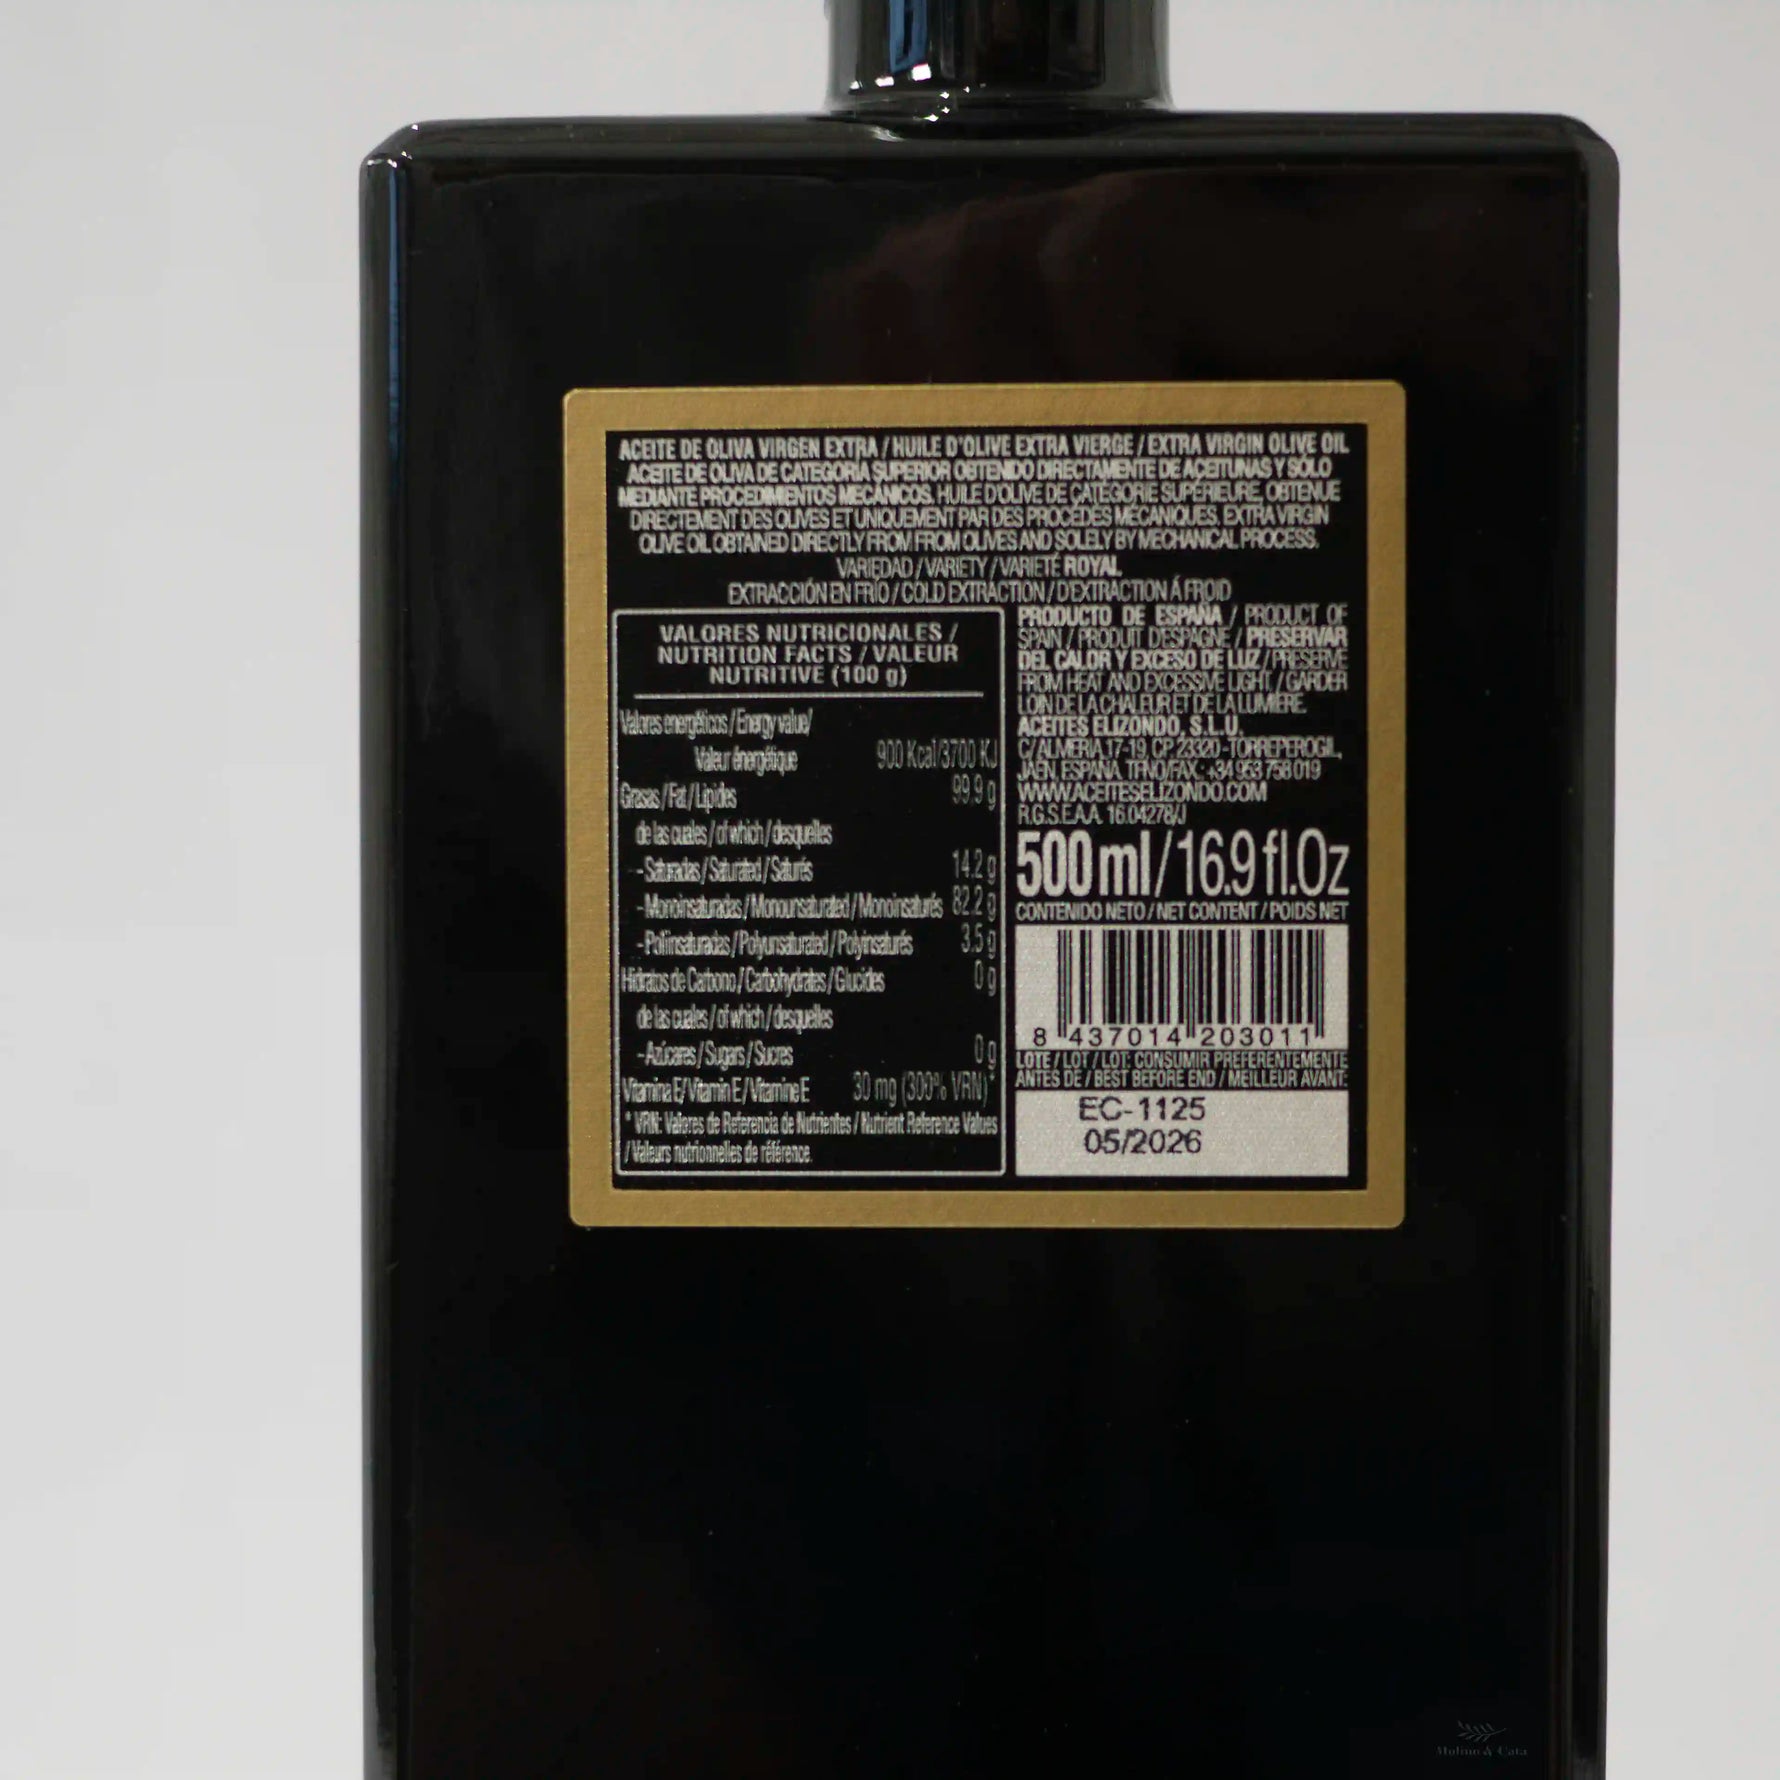 ACEITE DE OLIVA VIRGEN EXTRA / HUILE D'OLIVE EXTRA VIERGE / EXTRA VIRGIN OLIVE OIL
ACEITE DE OLIVA DE CATEGORIA SUPERIOR OBTENIDO DIRECTAMENTE DE ACEITUNAS Y SÓLO
MEDIANTE PROCEDIMIENTOS MECÁNICOS. HUILE D'OLIVE DE CATÉGORIE SUPÉRIEURE, OBTENUE
DIRECTEMENT DES OLIVES ET UNIQUEMENT PAR DES PROCÉDÉS MÉCANIQUES. EXTRA VIRGIN
OLIVE OIL OBTAINED DIRECTLY FROM FROM OLIVES AND SOLELY BY MECHANICAL PROCESS.
VARIEDAD / VARIETY / VARIETÉ ROYAL
EXTRACCIÓN EN FRIO / COLD EXTRACTION / D'EXTRACTION Á FROID
VALORES NUTRICIONALES /
NUTRITION FACTS / VALEUR
NUTRITIVE (100 g)
Valores energéticos / Energy value/
Valeur énergétique 900 Kcal/3700 KJ
Grasas / Fat / Lipides 99.9 g
de las cuales / of which / desquelles
- Saturadas / Saturated / Saturés 14.2 g
- Monoinsaturadas / Monounsaturated / Monoinsaturés 82.2 g
- Poliinsaturadas / Polyunsaturated / Polyinsaturés 3.5 g
Hidratos de Carbono / Carbohydrates / Glucides 0 g
de las cuales / of which / desquelles
- Azúcares / Sugars / Sucres 0 g
Vitamina E/ Vitamin E / Vitamine E 30 mg (300% VRN)*
* VRN: Valores de Referencia de Nutrientes / Nutrient Reference Values
/ Valeurs nutrionnelles de référence.
PRODUCTO DE ESPAÑA / PRODUCT OF
SPAIN / PRODUIT D'ESPAGNE / PRESERVAR
DEL CALOR Y EXCESO DE LUZ / PRESERVE
FROM HEAT AND EXCESSIVE LIGHT / GARDER
LOIN DE LA CHALEUR ET DE LA LUMIÈRE.
ACEITES ELIZONDO, S.L.U.
C/ ALMERIA 17-19, CP 23320 - TORREPEROGIL,
JAÉN, ESPAÑA. TFNO/FAX.: +34 953 758 019
WWW.ACEITESELIZONDO.COM
R.G.S.E.A.A. 16.04278/J
500 ml / 16.9 fl.Oz
CONTENIDO NETO / NET CONTENT / POIDS NET
8 437014 203011
LOTE / LOT / LOT: CONSUMIR PREFERENTEMENTE
ANTES DE / BEST BEFORE END / MEILLEUR AVANT:
EC-1125
05/2026
Molino & Cata